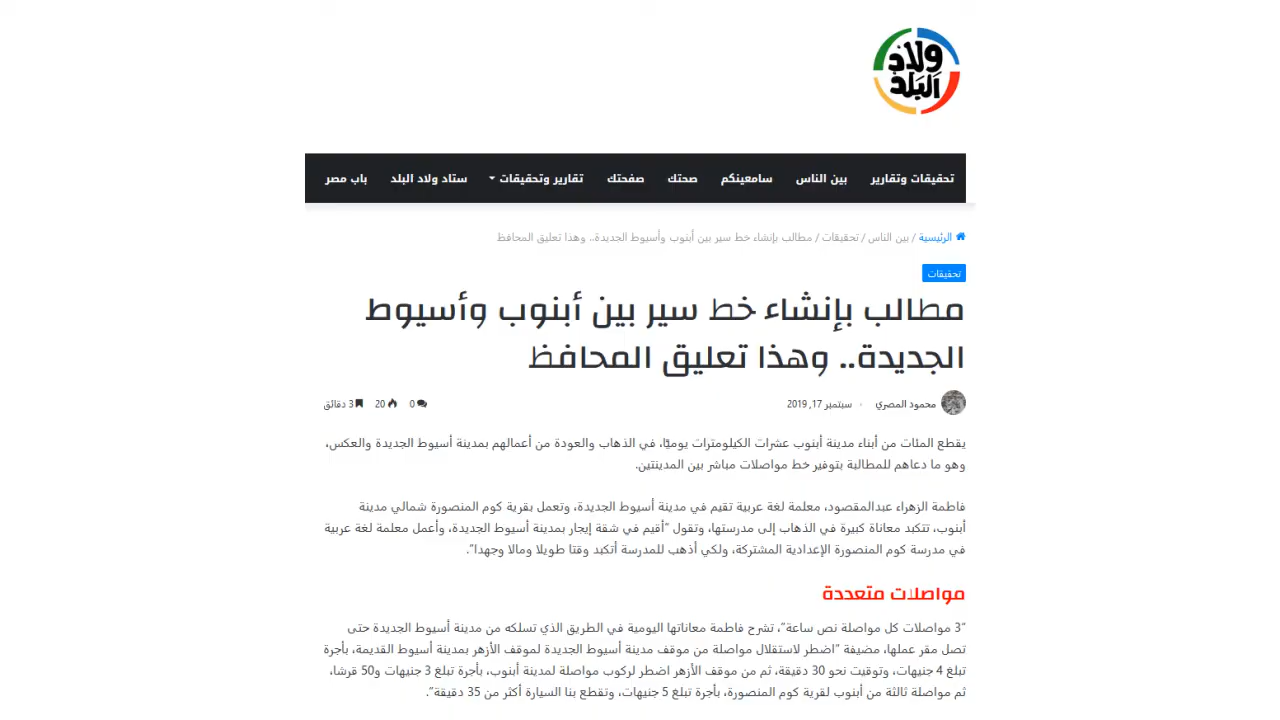 ولاد
البلد
تحقيقات وتقارير بين الناس سامعينكم صحتك صفحتك تقارير وتحقيقات ستاد ولاد البلد باب مصر
الرئيسية / بين الناس / تحقيقات / مطالب بإنشاء خط سير بين أبنوب وأسيوط الجديدة.. وهذا تعليق المحافظ
تحقيقات
مطالب بإنشاء خط سير بين أبنوب وأسيوط
الجديدة.. وهذا تعليق المحافظ
محمود المصري سبتمبر 17, 2019 0 20 3 دقائق
يقطع المئات من أبناء مدينة أبنوب عشرات الكيلومترات يوميًا، في الذهاب والعودة من أعمالهم بمدينة أسيوط الجديدة والعكس،
وهو ما دعاهم للمطالبة بتوفير خط مواصلات مباشر بين المدينتين.
فاطمة الزهراء عبدالمقصود، معلمة لغة عربية تقيم في مدينة أسيوط الجديدة، وتعمل بقرية كوم المنصورة شمالي مدينة
أبنوب، تتكبد معاناة كبيرة في الذهاب إلى مدرستها، وتقول "أقيم في شقة إيجار بمدينة أسيوط الجديدة، وأعمل معلمة لغة عربية
في مدرسة كوم المنصورة الإعدادية المشتركة، ولكي أذهب للمدرسة أتكبد وقتا طويلا ومالا وجهدا".
مواصلات متعددة
"3 مواصلات كل مواصلة نص ساعة"، تشرح فاطمة معاناتها اليومية في الطريق الذي تسلكه من مدينة أسيوط الجديدة حتى
تصل مقر عملها، مضيفة "اضطر لاستقلال مواصلة من موقف مدينة أسيوط الجديدة لموقف الأزهر بمدينة أسيوط القديمة، بأجرة
تبلغ 4 جنيهات، وتوقيت نحو 30 دقيقة، ثم من موقف الأزهر اضطر لركوب مواصلة لمدينة أبنوب، بأجرة تبلغ 3 جنيهات و50 قرشا،
ثم مواصلة ثالثة من أبنوب لقرية كوم المنصورة، بأجرة تبلغ 5 جنيهات، وتقطع بنا السيارة أكثر من 35 دقيقة".